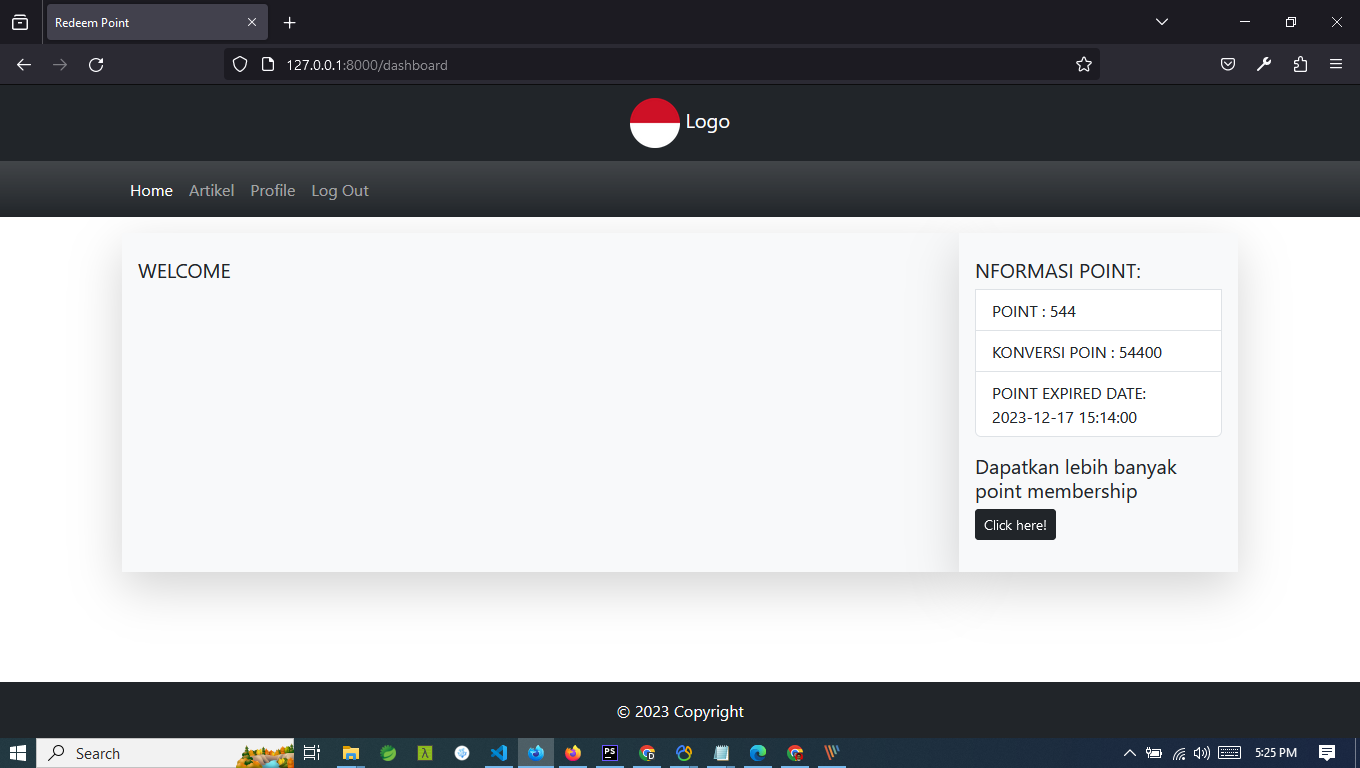 Redeem Point
127.0.0.1:8000/dashboard
Logo
Home Artikel Profile Log Out
WELCOME
NFORMASI POINT:
POINT : 544
KONVERSI POIN : 54400
POINT EXPIRED DATE:
2023-12-17 15:14:00
Dapatkan lebih banyak
point membership
Click here!
© 2023 Copyright
Search
PS
5:25 PM